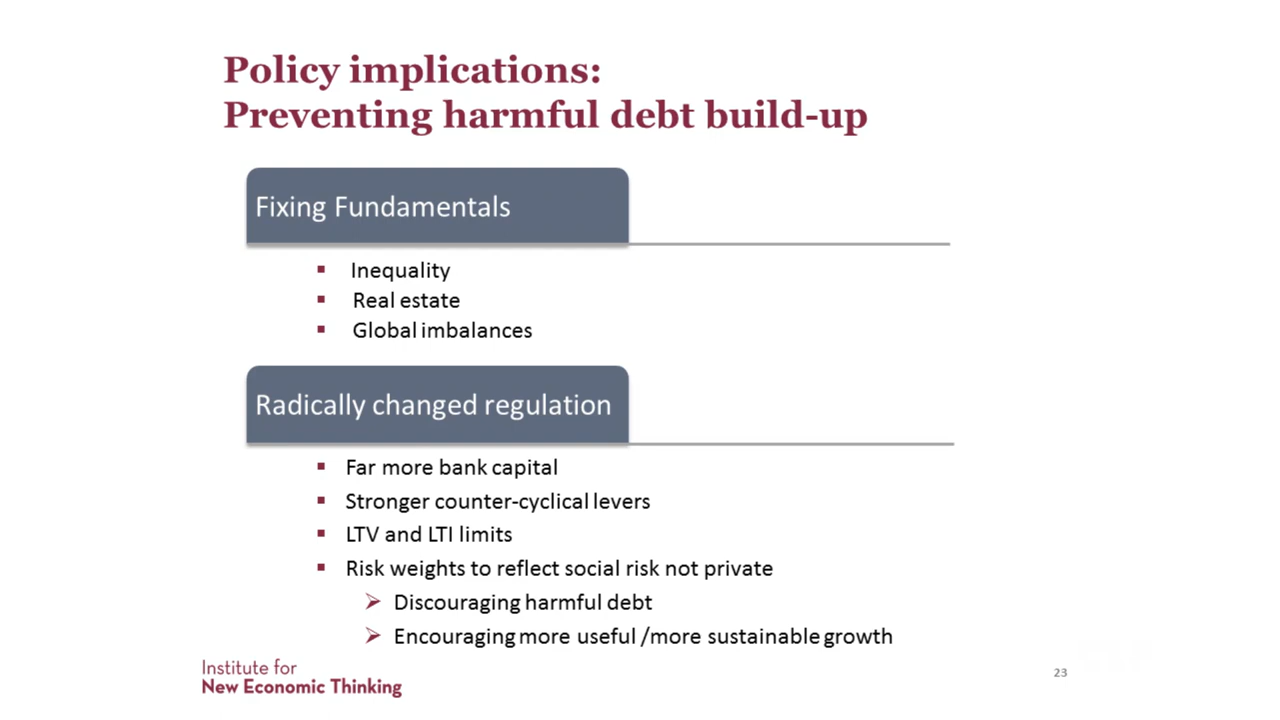 Policy implications:
Preventing harmful debt build-up
Fixing Fundamentals
Inequality
Real estate
Global imbalances
Radically changed regulation
Far more bank capital
Stronger counter-cyclical levers
LTV and LTI limits
Risk weights to reflect social risk not private
Discouraging harmful debt
Encouraging more useful /more sustainable growth
Institute for
New Economic Thinking
23